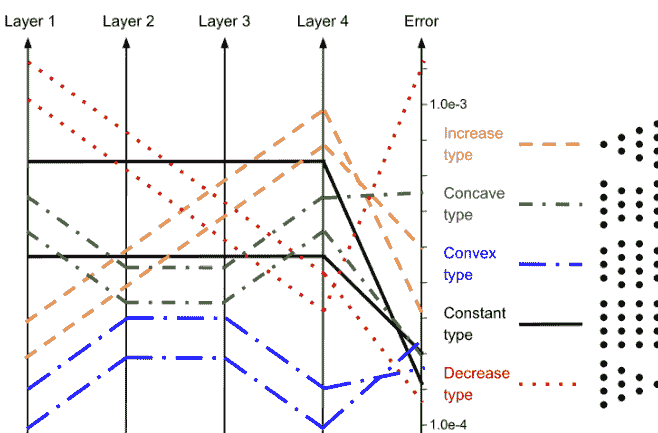 Layer 1 Layer 2 Layer 3 Layer 4 Error
1.0e-3
Increase
type
Concave
type
Convex
type
Constant
type
Decrease
type
1.0e-4